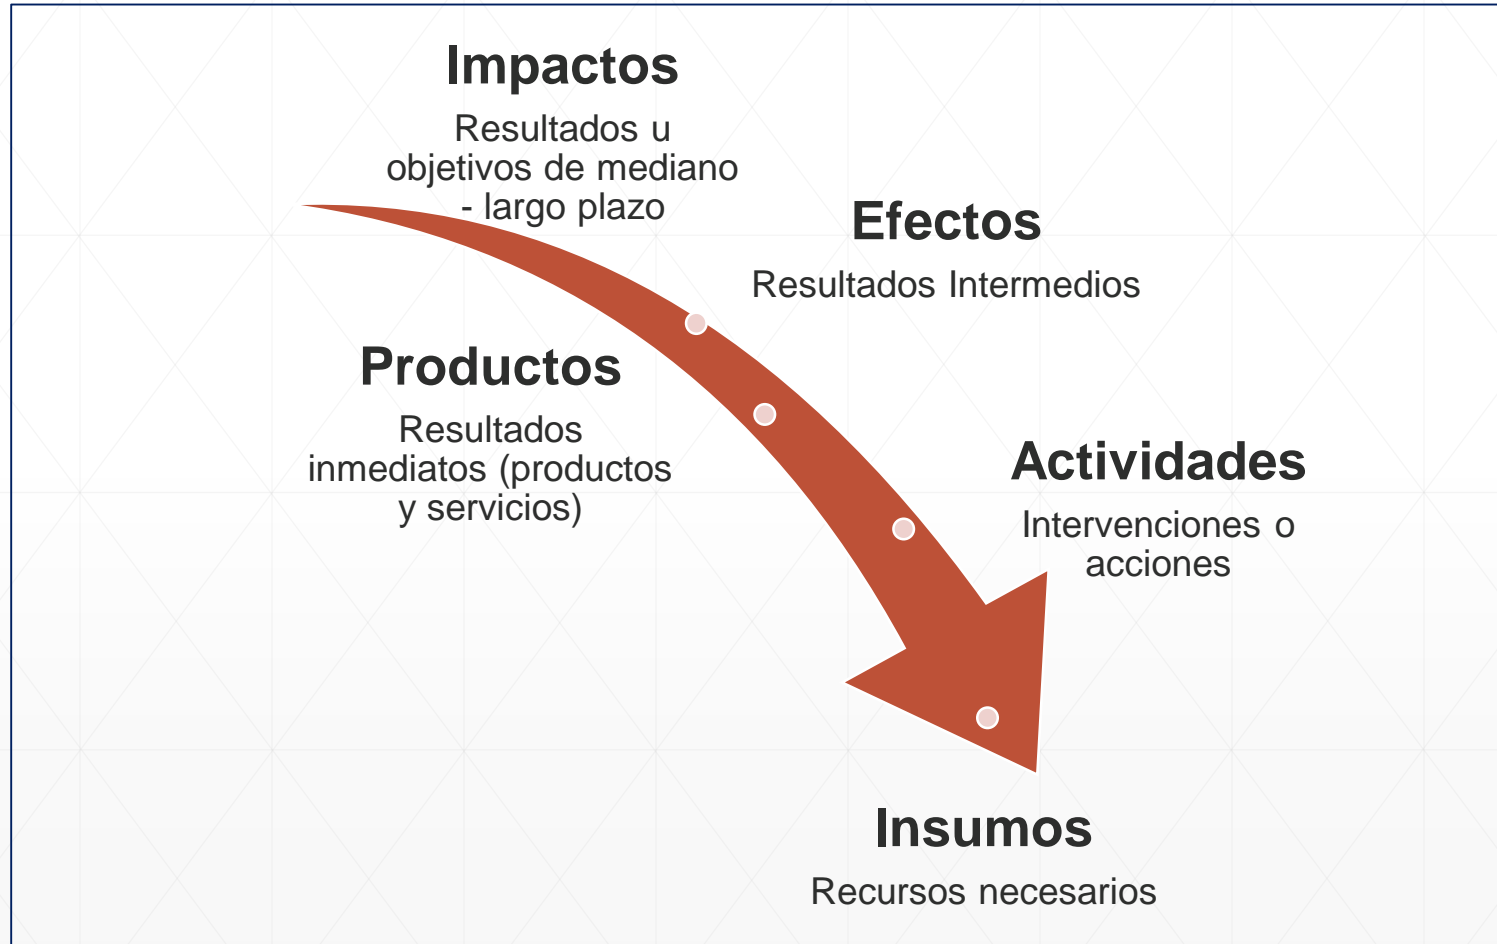 Impactos
Resultados u
objetivos de mediano
- largo plazo
Efectos
Resultados Intermedios
Productos
Resultados
inmediatos (productos
y servicios)
Actividades
Intervenciones o
acciones
Insumos
Recursos necesarios